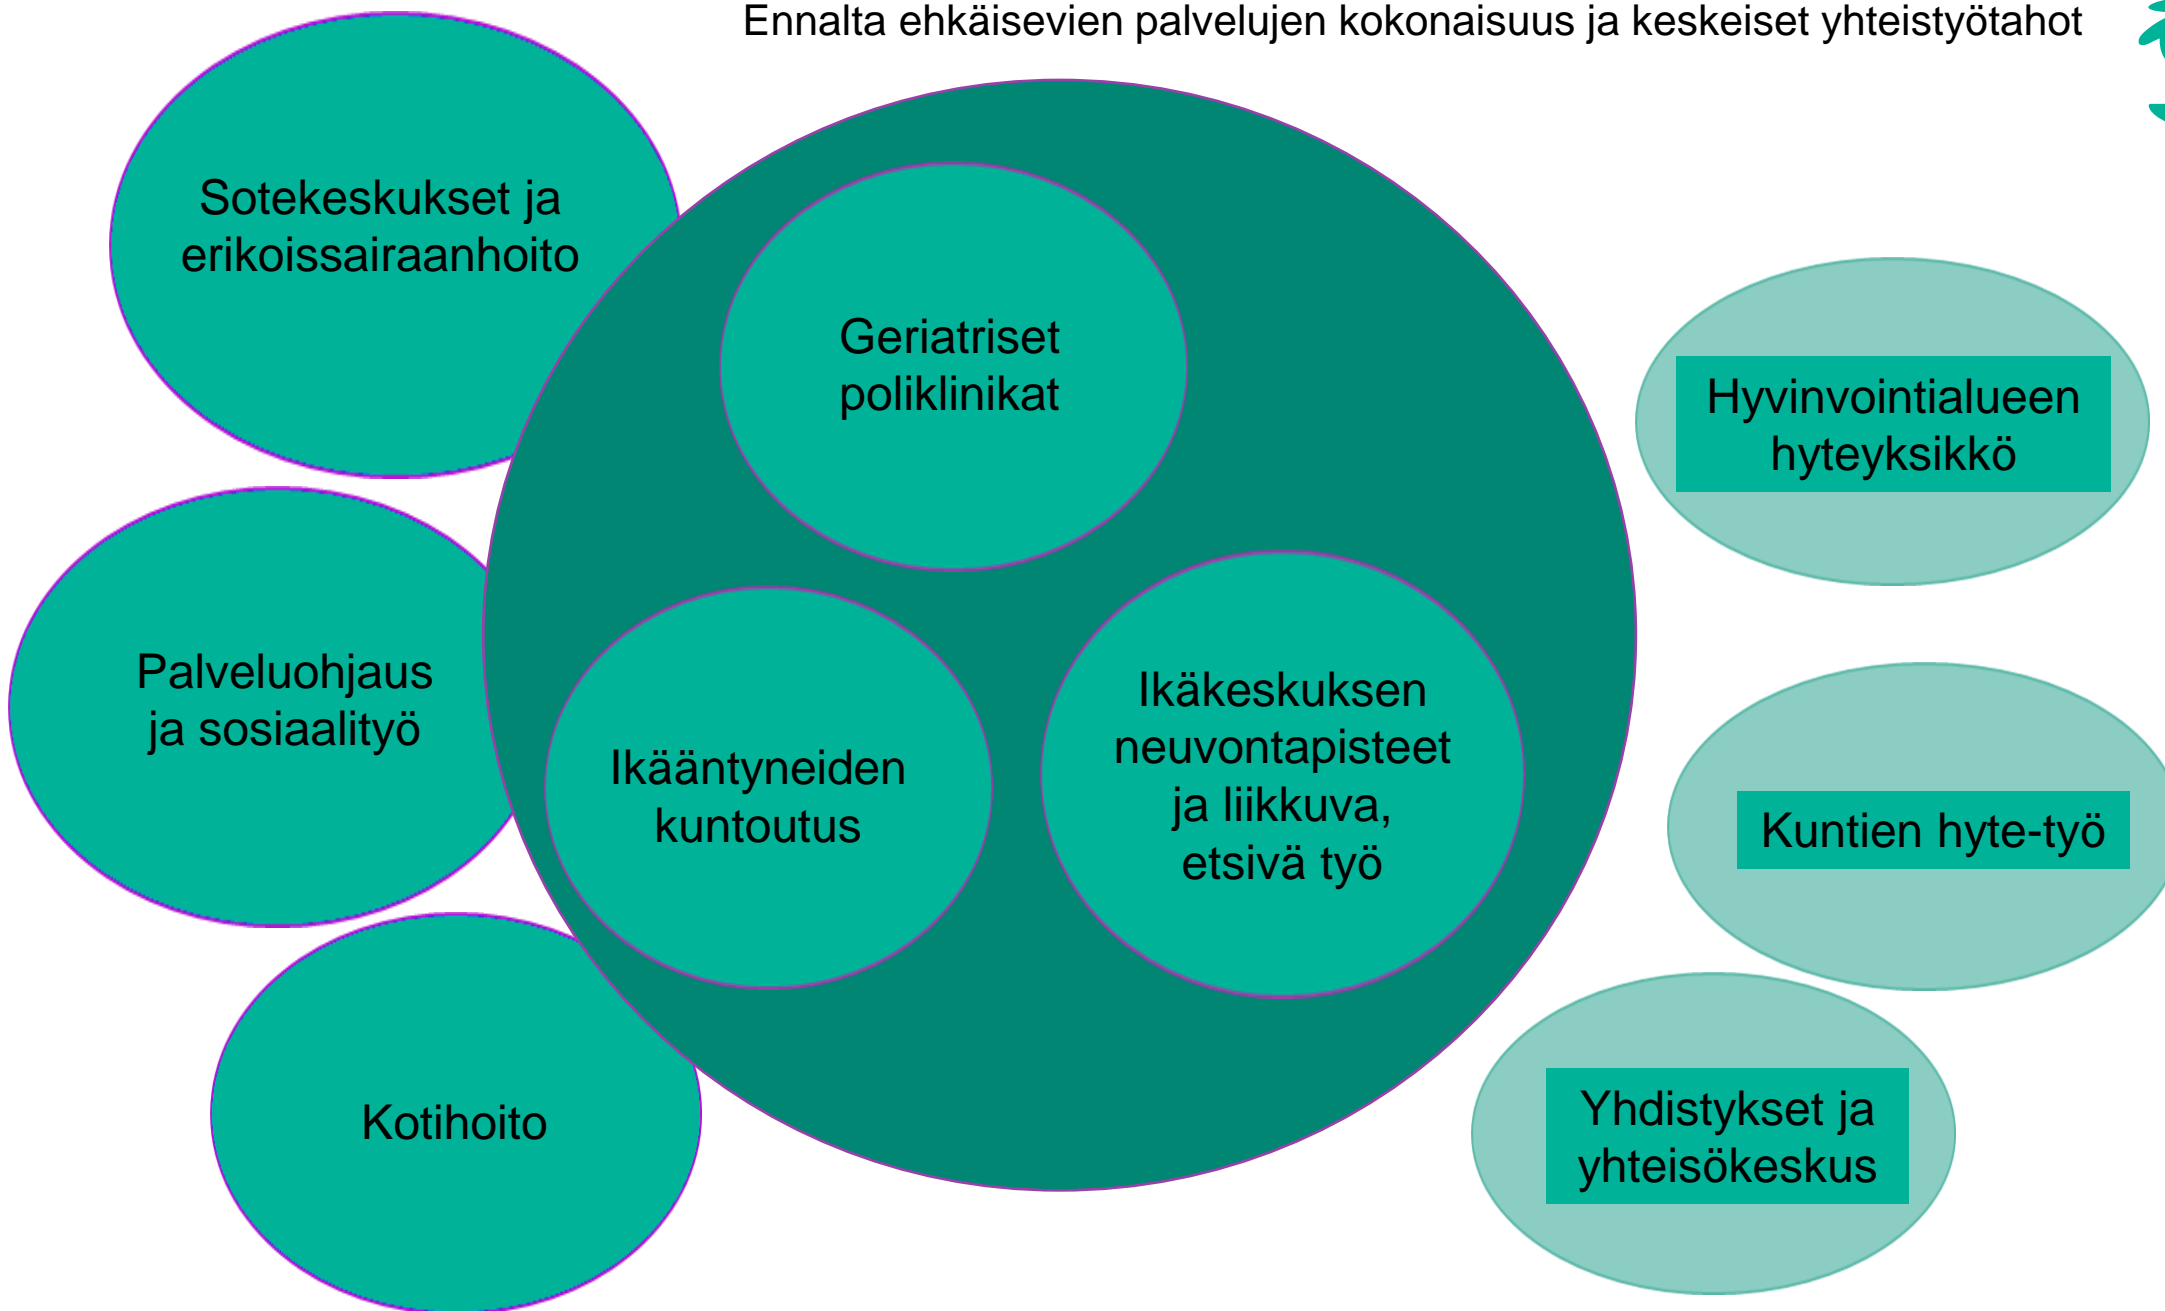 Ennalta ehkäisevien palvelujen kokonaisuus ja keskeiset yhteistyötahot
Sotekeskukset ja
erikoissairaanhoito
Geriatriset
poliklinikat
Hyvinvointialueen
hyteyksikkö
Palveluohjaus
ja sosiaalityö
Ikääntyneiden
kuntoutus
Ikäkeskuksen
neuvontapisteet
ja liikkuva,
etsivä työ
Kuntien hyte-työ
Kotihoito
Yhdistykset ja
yhteisökeskus